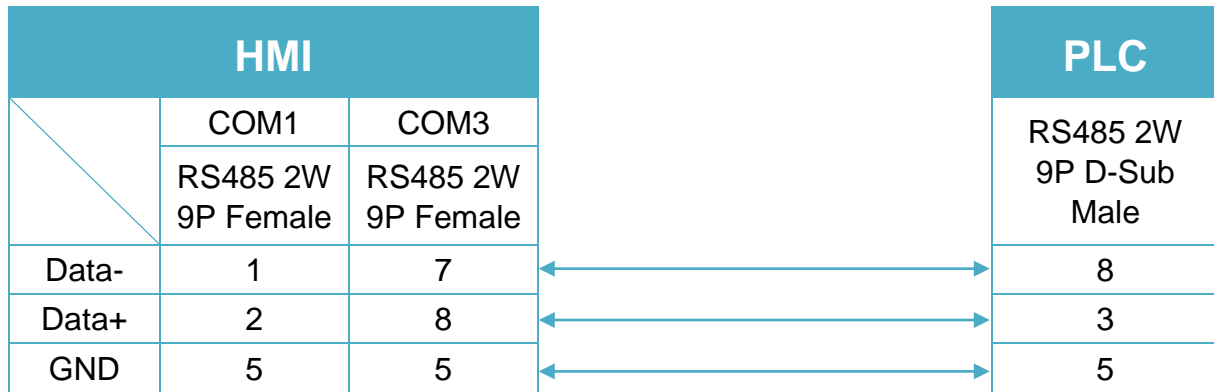 HMI
PLC
COM1
COM3
RS485 2W
9P Female
RS485 2W
9P Female
RS485 2W
9P D-Sub
Male
Data-
1
7
8
Data+
2
8
3
GND
5
5
5